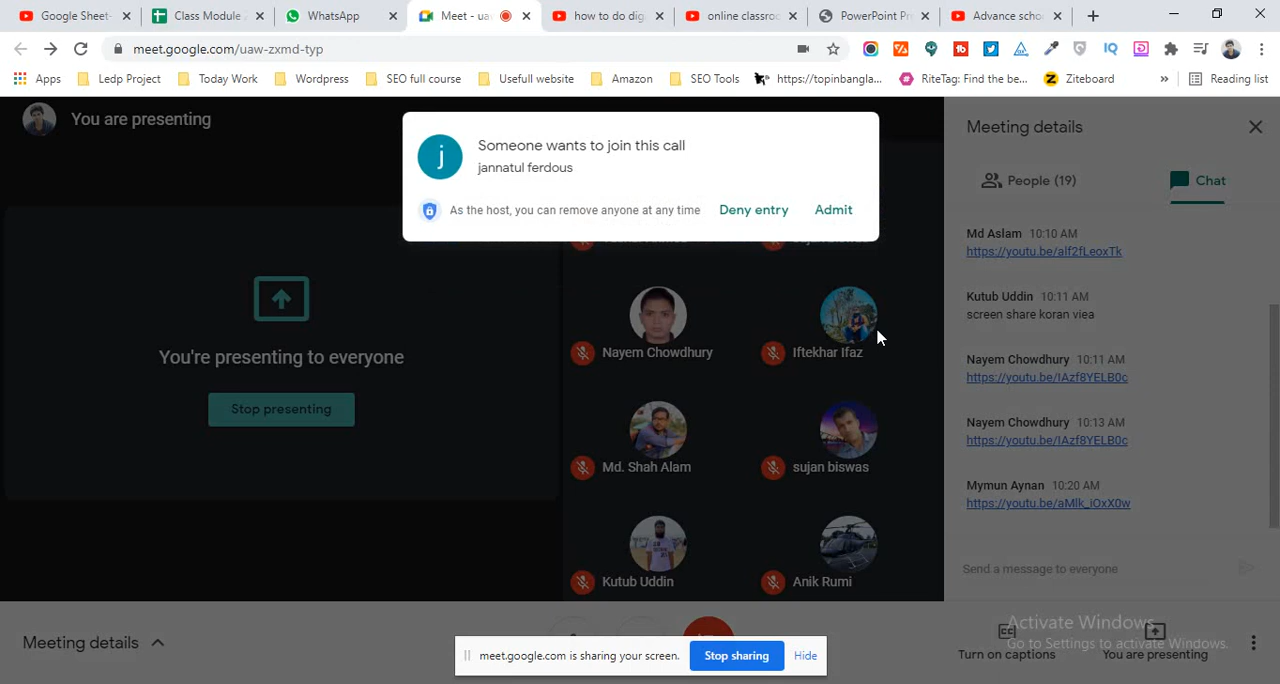 Google Sheet-
Class Module
WhatsApp
Meet - uaw
how to do dig
online classroo
PowerPoint Pr
Advance scho
meet.google.com/uaw-zxmd-typ
Apps
Ledp Project
Today Work
Wordpress
SEO full course
Usefull website
Amazon
SEO Tools
https://topinbangla...
RiteTag: Find the be...
Ziteboard
»
Reading list
You are presenting
Someone wants to join this call
j
jannatul ferdous
As the host, you can remove anyone at any time
Deny entry
Admit
Meeting details
People (19)
Chat
Md Aslam 10:10 AM
https://youtu.be/alf2fLeoxTk
Kutub Uddin 10:11 AM
screen share koran viea
Nayem Chowdhury 10:11 AM
https://youtu.be/IAzf8YELB0c
Nayem Chowdhury 10:13 AM
https://youtu.be/IAzf8YELB0c
Mymun Aynan 10:20 AM
https://youtu.be/aMlk_iOxX0w
Send a message to everyone
You're presenting to everyone
Stop presenting
Nayem Chowdhury
Iftekhar Ifaz
Md. Shah Alam
sujan biswas
Kutub Uddin
Anik Rumi
Meeting details
meet.google.com is sharing your screen.
Stop sharing
Hide
Activate Windows
Go to Settings to activate Windows.
Turn on captions
You are presenting